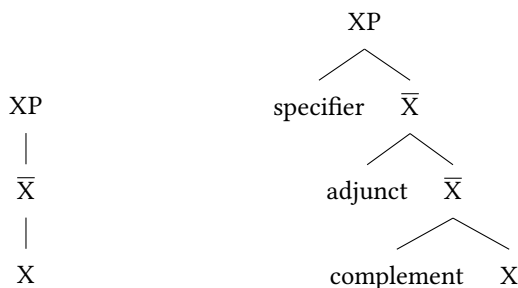 XP
X̅
X
XP
specifier X̅
adjunct X̅
complement X